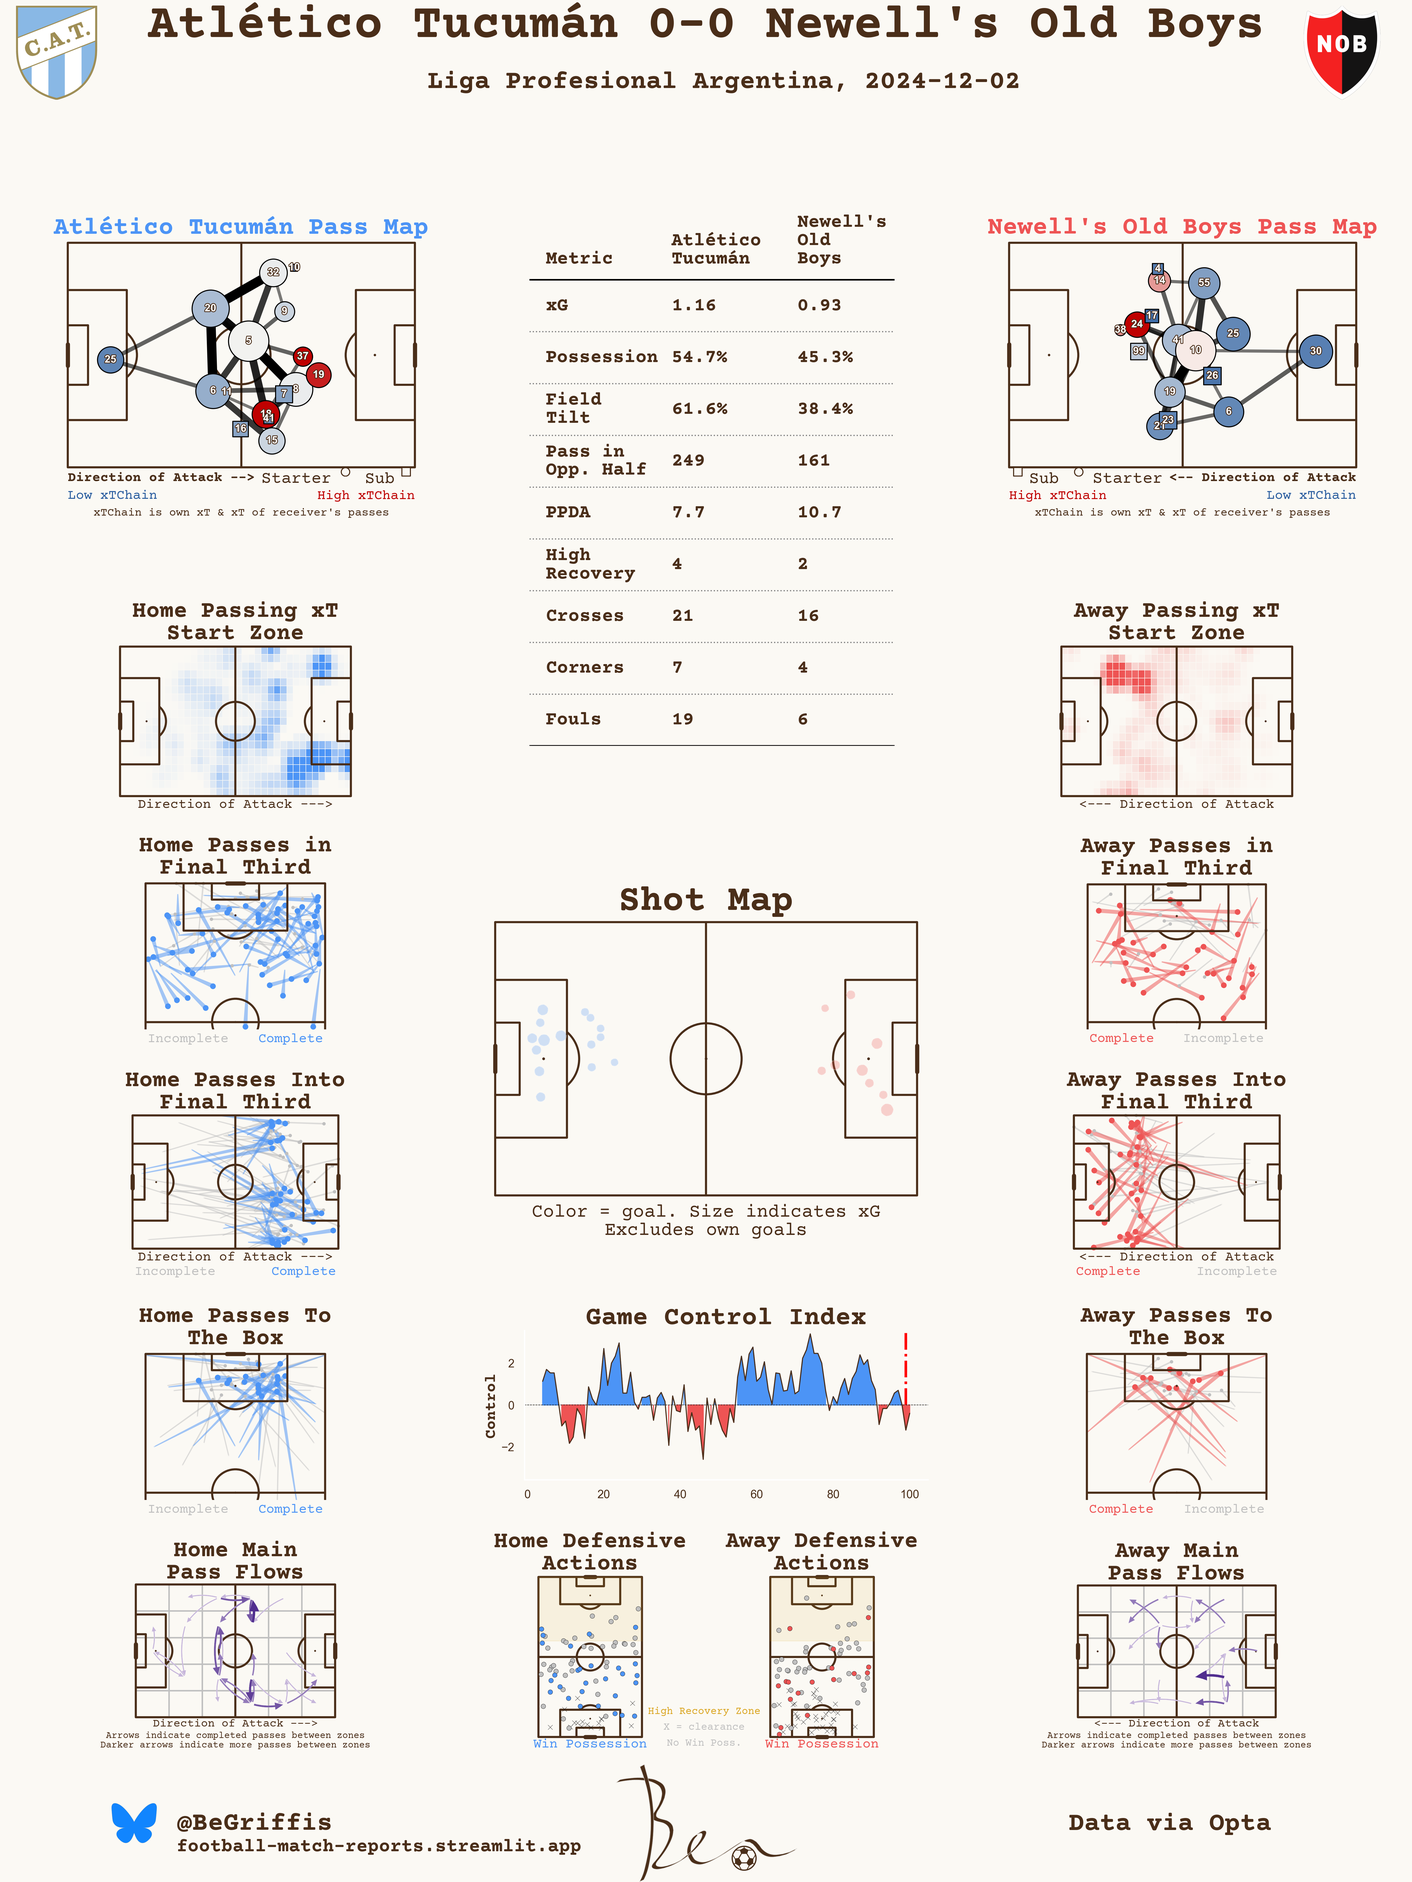 C.A.T.
Atlético Tucumán 0-0 Newell's Old Boys
NOB
Liga Profesional Argentina, 2024-12-02
Atlético Tucumán Pass Map
32
10
20
9
5
37
25
19
6
11
8
7
18
16
15
Direction of Attack --> Starter Sub
Low xTChain High xTChain
xTChain is own xT & xT of receiver's passes
Metric Atlético Tucumán Newell's Old Boys
xG 1.16 0.93
Possession 54.7% 45.3%
Field Tilt 61.6% 38.4%
Pass in Opp. Half 249 161
PPDA 7.7 10.7
High Recovery 4 2
Crosses 21 16
Corners 7 4
Fouls 19 6
Newell's Old Boys Pass Map
4
14
55
17
38
24
25
41
99
10
30
26
19
6
23
21
Sub Starter <-- Direction of Attack
High xTChain Low xTChain
xTChain is own xT & xT of receiver's passes
Home Passing xT
Start Zone
Direction of Attack --->
Away Passing xT
Start Zone
<--- Direction of Attack
Home Passes in
Final Third
Incomplete Complete
Shot Map
Color = goal. Size indicates xG
Excludes own goals
Away Passes in
Final Third
Complete Incomplete
Home Passes Into
Final Third
Direction of Attack --->
Incomplete Complete
Away Passes Into
Final Third
<--- Direction of Attack
Complete Incomplete
Home Passes To
The Box
Incomplete Complete
Game Control Index
Control
2
0
−2
0 20 40 60 80 100
Away Passes To
The Box
Complete Incomplete
Home Main
Pass Flows
Direction of Attack --->
Arrows indicate completed passes between zones
Darker arrows indicate more passes between zones
Home Defensive
Actions
Win Possession
High Recovery Zone
X = clearance
No Win Poss.
Away Defensive
Actions
Win Possession
Away Main
Pass Flows
<--- Direction of Attack
Arrows indicate completed passes between zones
Darker arrows indicate more passes between zones
@BeGriffis
football-match-reports.streamlit.app
Ben
Data via Opta